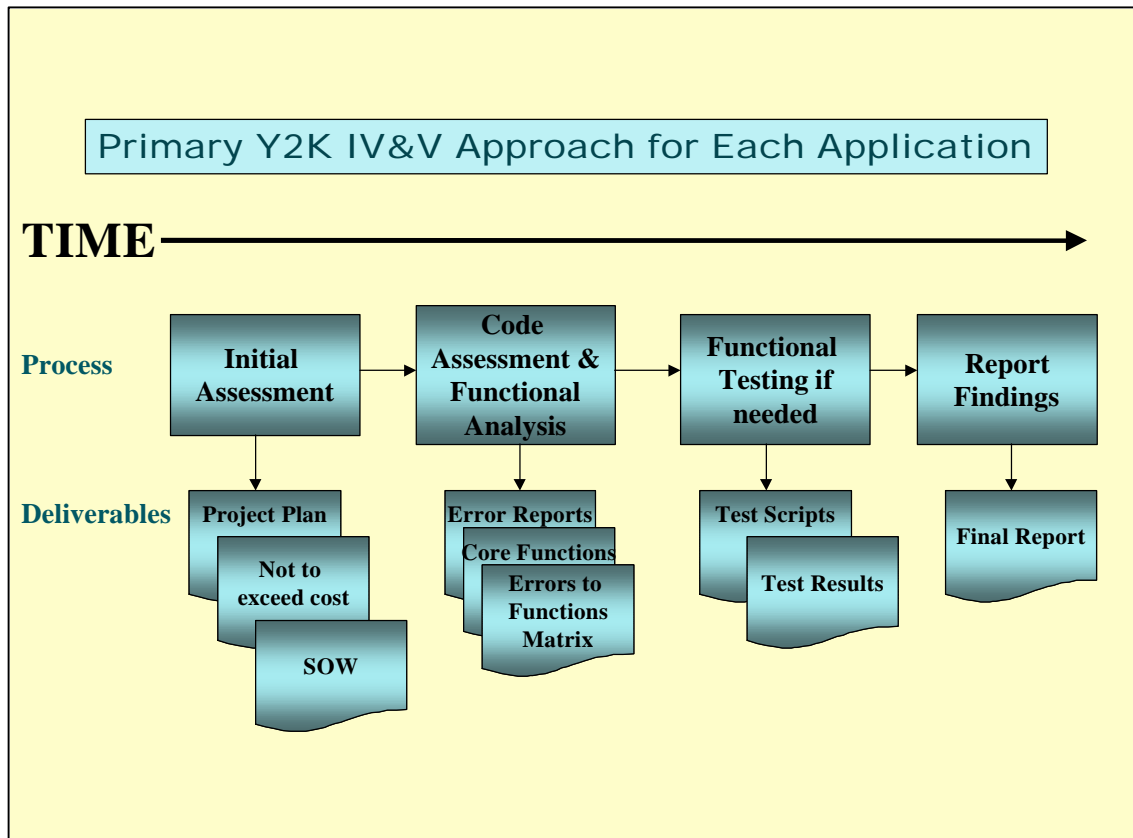 Primary Y2K IV&V Approach for Each Application
TIME
Process
Initial
Assessment
Code
Assessment &
Functional
Analysis
Functional
Testing if
needed
Report
Findings
Deliverables
Project Plan
Not to
exceed cost
SOW
Error Reports
Core Functions
Errors to
Functions
Matrix
Test Scripts
Test Results
Final Report